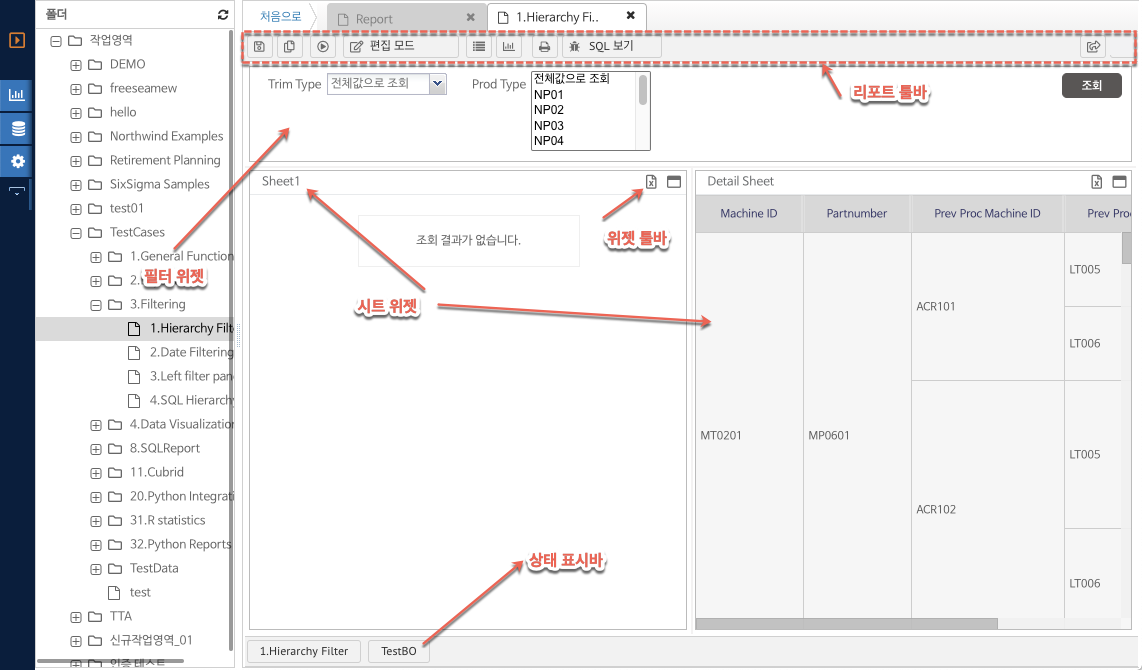 폴더
작업영역
DEMO
freeseamew
hello
Northwind Examples
Retirement Planning
SixSigma Samples
test01
TestCases
1.General Function
2.
3.Filtering
1.Hierarchy Filt
2.Date Filtering
3.Left filter pan
4.SQL Hierarchy
4.Data Visualization
8.SQLReport
11.Cubrid
20.Python Integrati
31.R statistics
32.Python Reports
TestData
test
TTA
신규작업영역_01
인증 테스트
처음으로
Report
1.Hierarchy Fi..
편집 모드
SQL 보기
Trim Type
전체값으로 조회
Prod Type
전체값으로 조회
NP01
NP02
NP03
NP04
조회
리포트 툴바
필터 위젯
Sheet1
조회 결과가 없습니다.
위젯 툴바
시트 위젯
Detail Sheet
Machine ID
Partnumber
Prev Proc Machine ID
Prev Pro
MT0201
MP0601
ACR101
LT005
LT006
ACR102
LT005
LT006
상태 표시바
1.Hierarchy Filter
TestBO